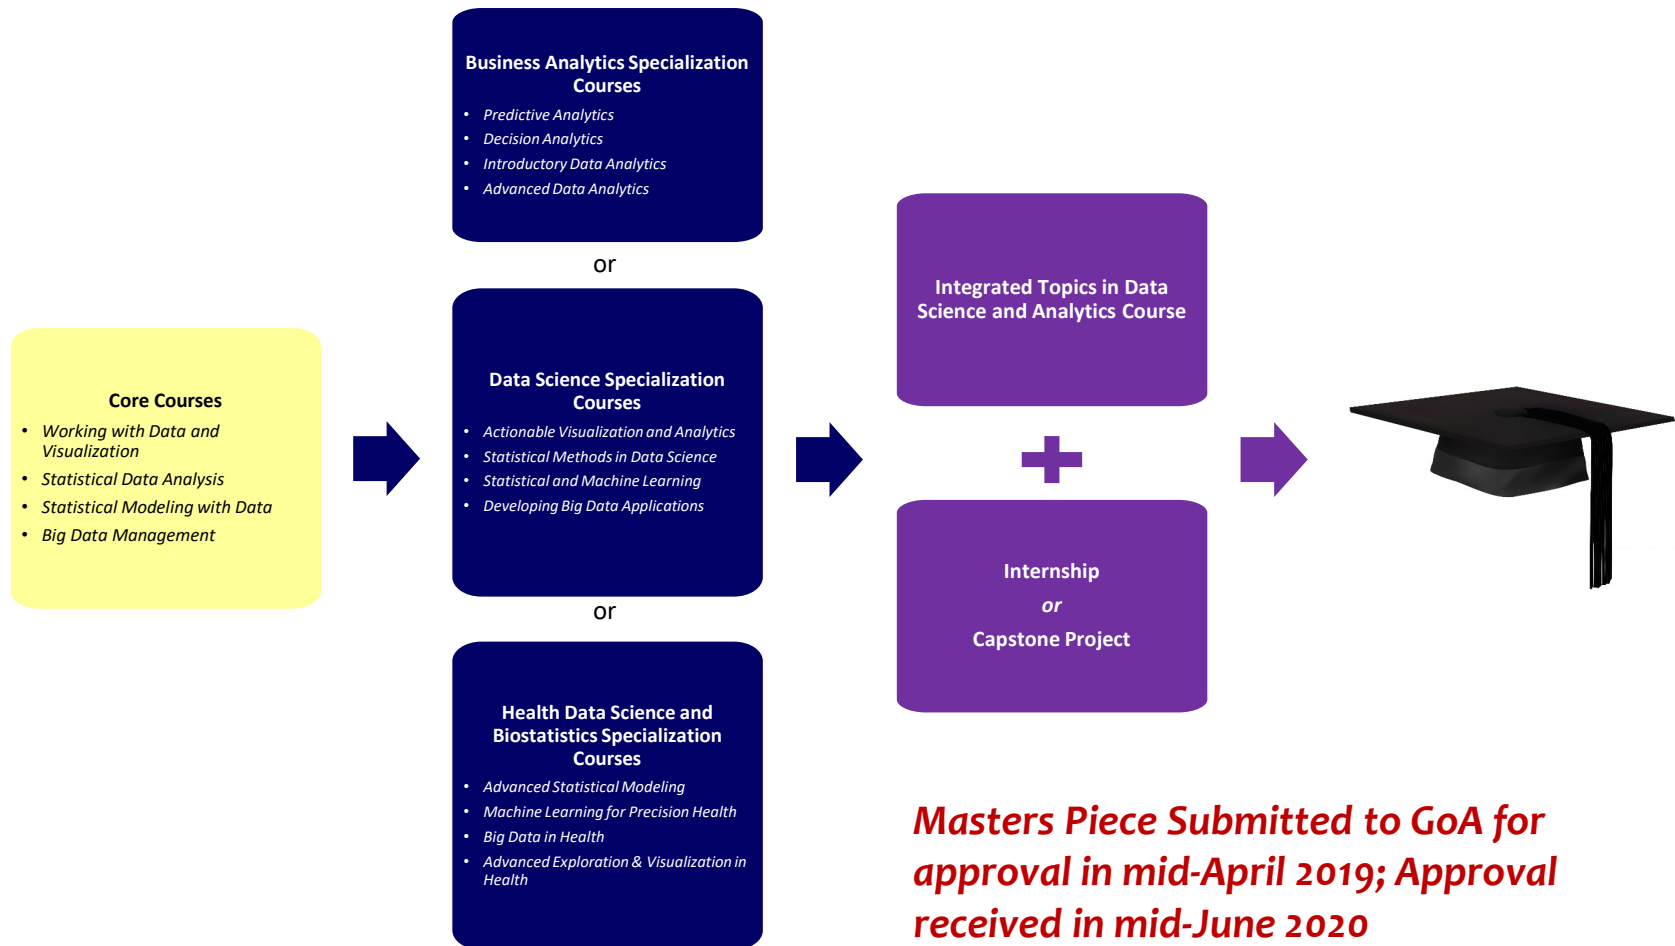 Core Courses
• Working with Data and
Visualization
• Statistical Data Analysis
• Statistical Modeling with Data
• Big Data Management
Business Analytics Specialization
Courses
• Predictive Analytics
• Decision Analytics
• Introductory Data Analytics
• Advanced Data Analytics
or
Data Science Specialization
Courses
• Actionable Visualization and Analytics
• Statistical Methods in Data Science
• Statistical and Machine Learning
• Developing Big Data Applications
or
Health Data Science and
Biostatistics Specialization
Courses
• Advanced Statistical Modeling
• Machine Learning for Precision Health
• Big Data in Health
• Advanced Exploration & Visualization in
Health
Integrated Topics in Data
Science and Analytics Course
Internship
or
Capstone Project
Masters Piece Submitted to GoA for
approval in mid-April 2019; Approval
received in mid-June 2020